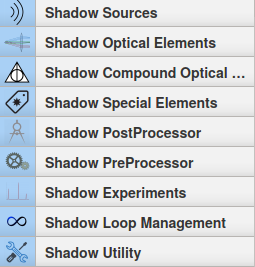 Shadow Sources
Shadow Optical Elements
Shadow Compound Optical ...
Shadow Special Elements
Shadow PostProcessor
Shadow PreProcessor
Shadow Experiments
Shadow Loop Management
Shadow Utility